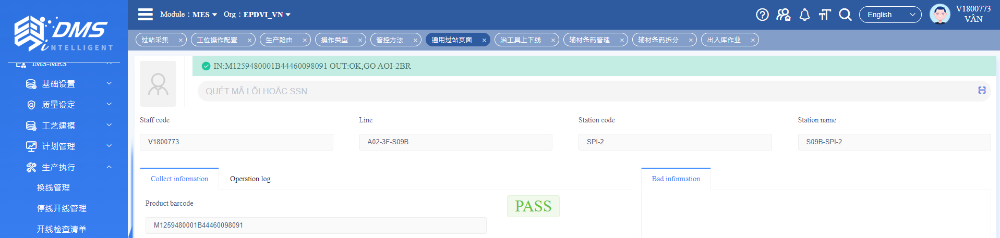 DMS
iNTELLIGENT
Module：MES Org：EPDVI_VN
English
V1800773
VÂN
过站采集 × 工位操作配置 × 生产路由 × 操作类型 × 管控方法 × 通用过站页面 × 治工具上下线 × 辅材条码管理 × 辅材条码拆分 × 出入库作业 ×
IMS-MES
基础设置
质量设定
工艺建模
计划管理
生产执行
换线管理
停线开线管理
开线检查清单
IN:M1259480001B44460098091 OUT:OK,GO AOI-2BR
QUÉT MÃ LỖI HOẶC SSN
Staff code Line Station code Station name
V1800773 A02-3F-S09B SPI-2 S09B-SPI-2
Collect information Operation log Bad information
Product barcode
PASS
M1259480001B44460098091